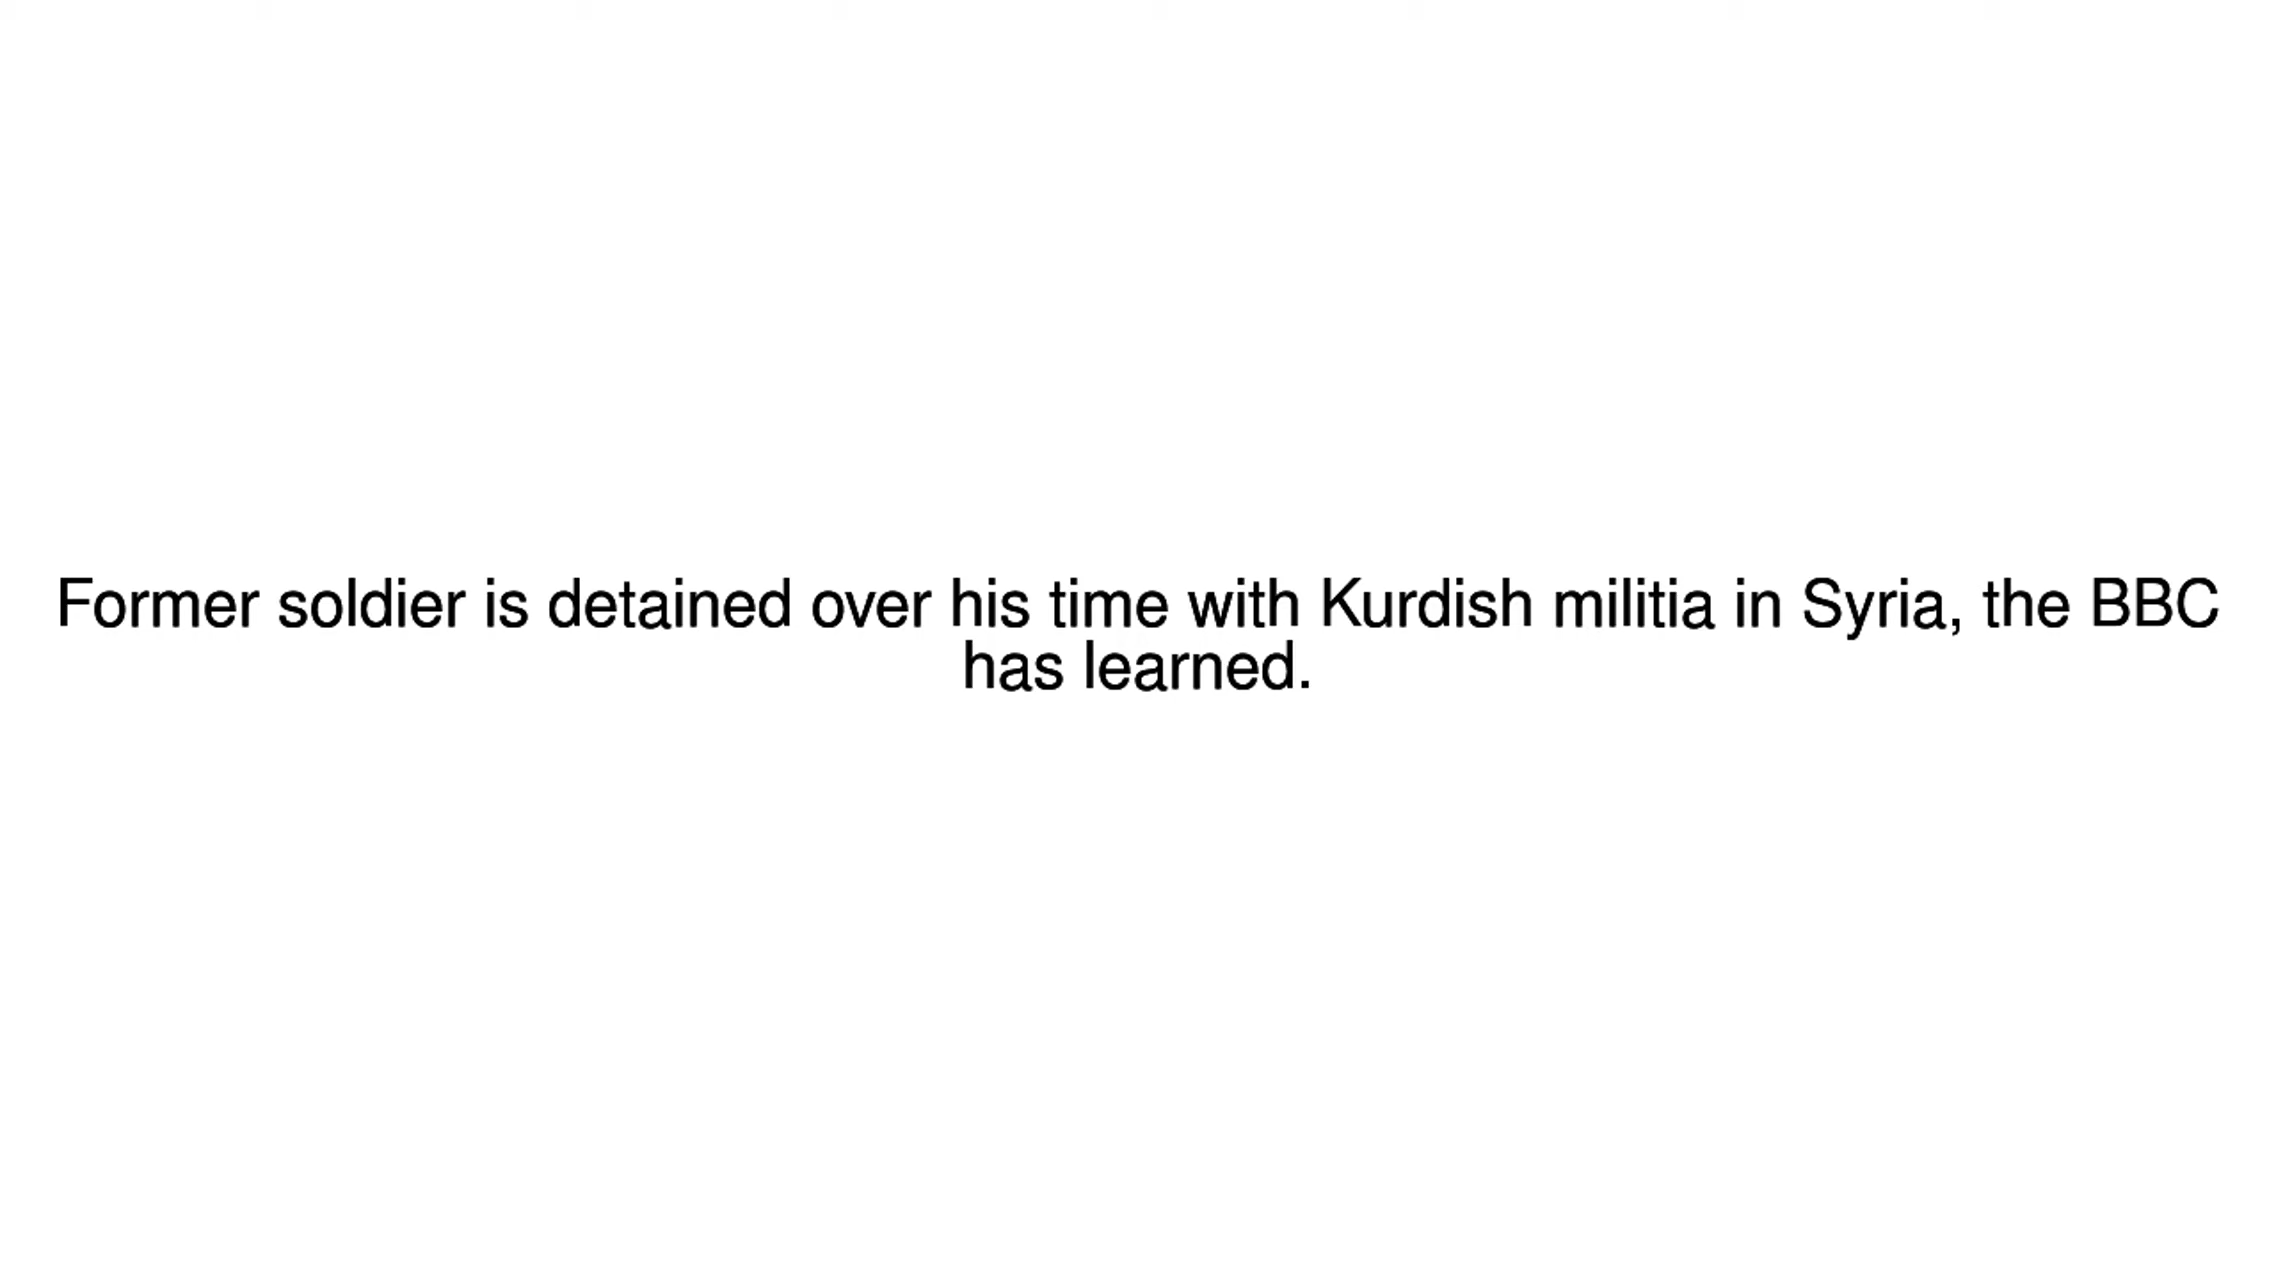 Former soldier is detained over his time with Kurdish militia in Syria, the BBC
has learned.